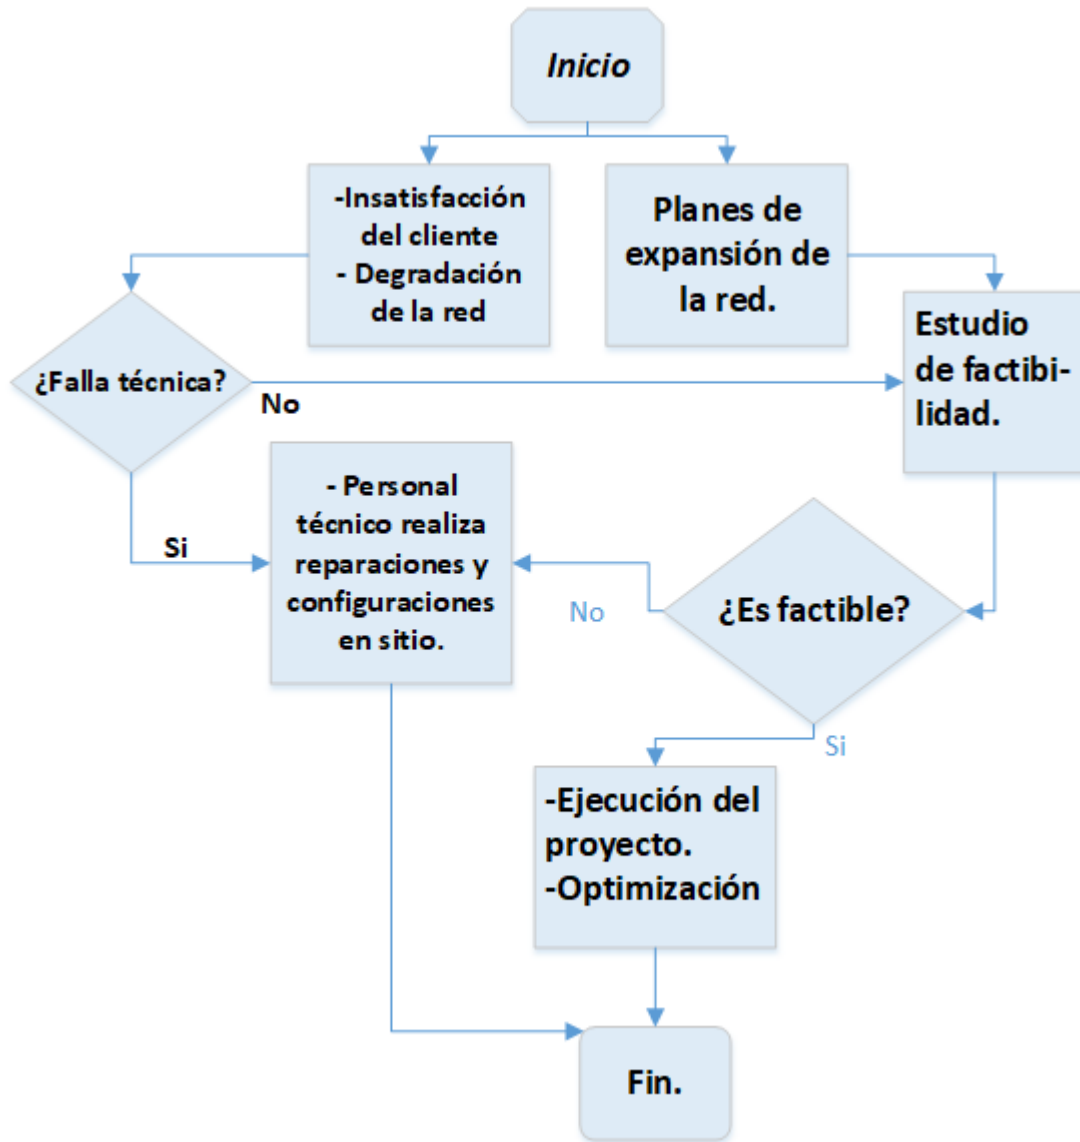 Inicio
-Insatisfacción
del cliente
- Degradación
de la red
Planes de
expansión de
la red.
Estudio
de factibi-
lidad.
¿Falla técnica?
No
Si
- Personal
técnico realiza
reparaciones y
configuraciones
en sitio.
¿Es factible?
No
Si
-Ejecución del
proyecto.
-Optimización
Fin.